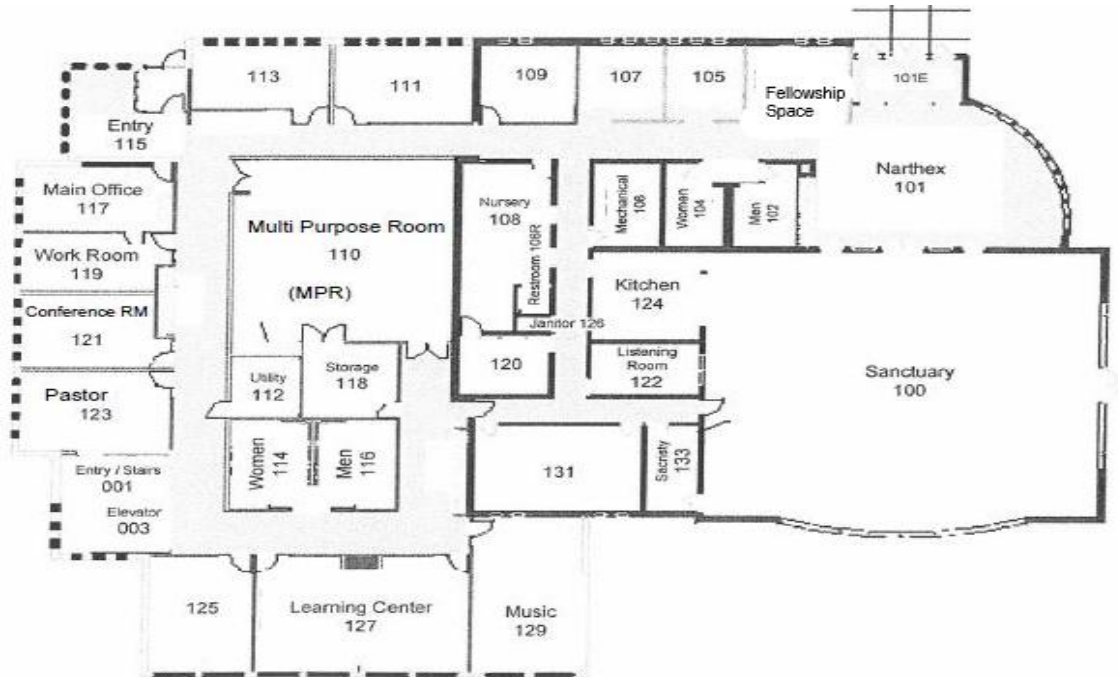 113
111
109
107
105
Fellowship
Space
101E
Entry
115
Main Office
117
Work Room
119
Conference RM
121
Pastor
123
Entry / Stairs
001
Elevator
003
Multi Purpose Room
110
(MPR)
Utility
112
Storage
118
Women
114
Men
116
Nursery
108
Restroom 108R
Janitor 126
120
Mechanical
106
Women
104
Men
102
Narthex
101
Kitchen
124
Listening
Room
122
Sanctuary
100
131
Sacristy
133
125
Learning Center
127
Music
129